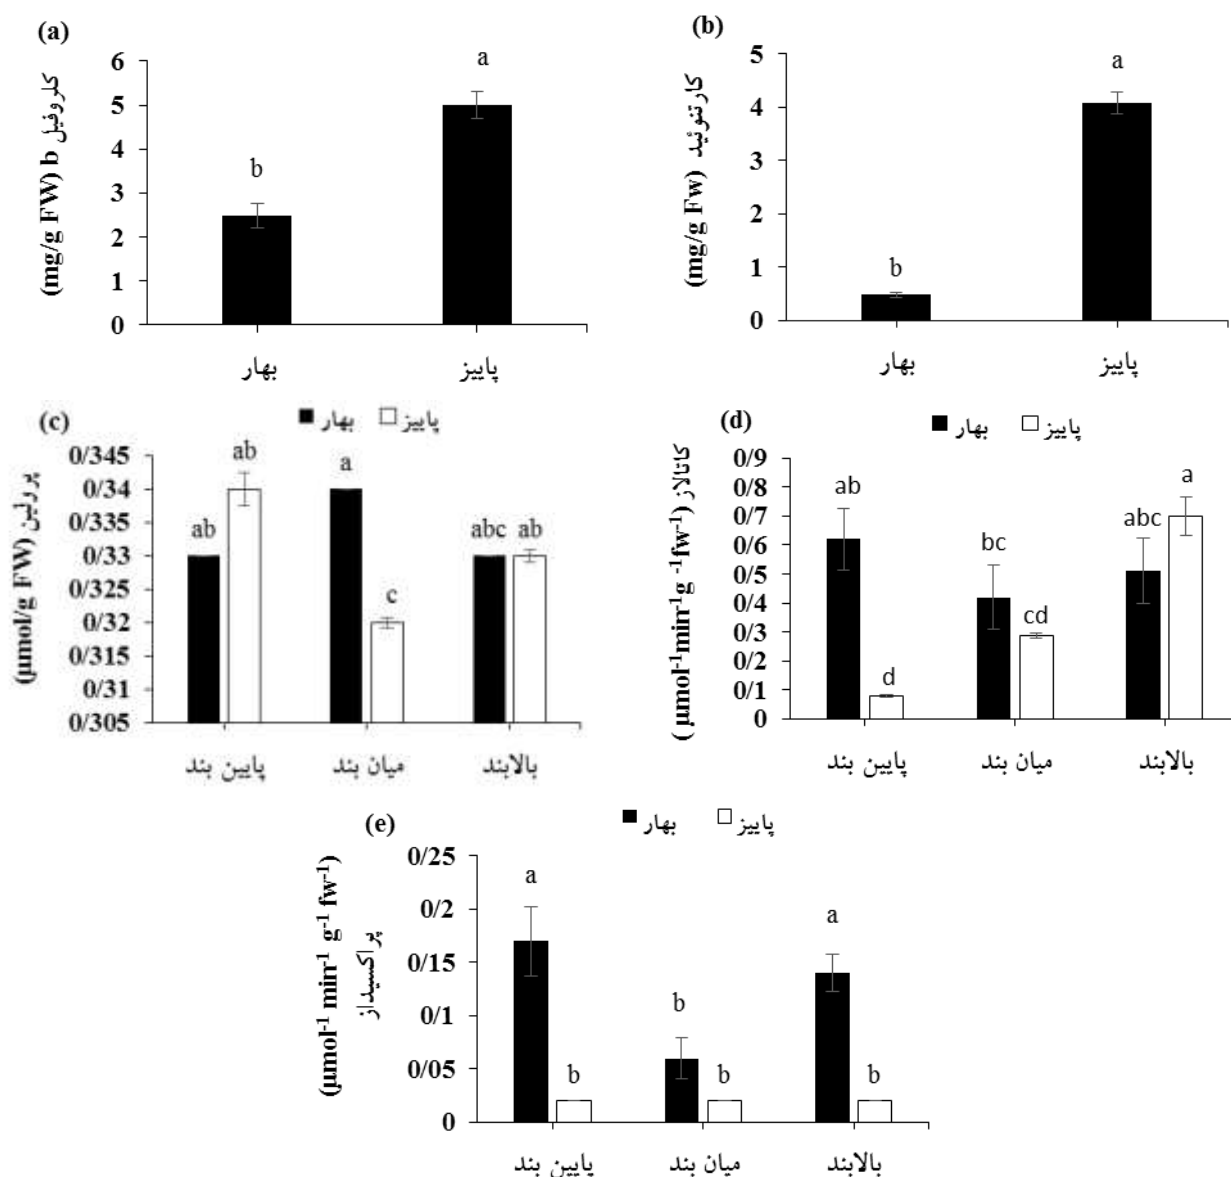 (a)
کلروفیل b (mg/g FW)
6
5
4
3
2
1
0
b
a
بهار
پاییز
(b)
کارتنوئید (mg/g Fw)
5
4
3
2
1
0
b
a
بهار
پاییز
(c)
بهار
پاییز
پرولین (µmol/g FW)
0/345
0/34
0/335
0/33
0/325
0/32
0/315
0/31
0/305
ab
ab
a
c
abc
ab
پایین بند
میان بند
بالابند
(d)
بهار
پاییز
کاتالاز (µmol-1min-1g -1fw-1)
0/9
0/8
0/7
0/6
0/5
0/4
0/3
0/2
0/1
0
ab
d
bc
cd
abc
a
پایین بند
میان بند
بالابند
(e)
بهار
پاییز
پراکسیداز
(µmol-1 min-1 g-1 fw-1)
0/25
0/2
0/15
0/1
0/05
0
a
b
b
b
a
b
پایین بند
میان بند
بالابند